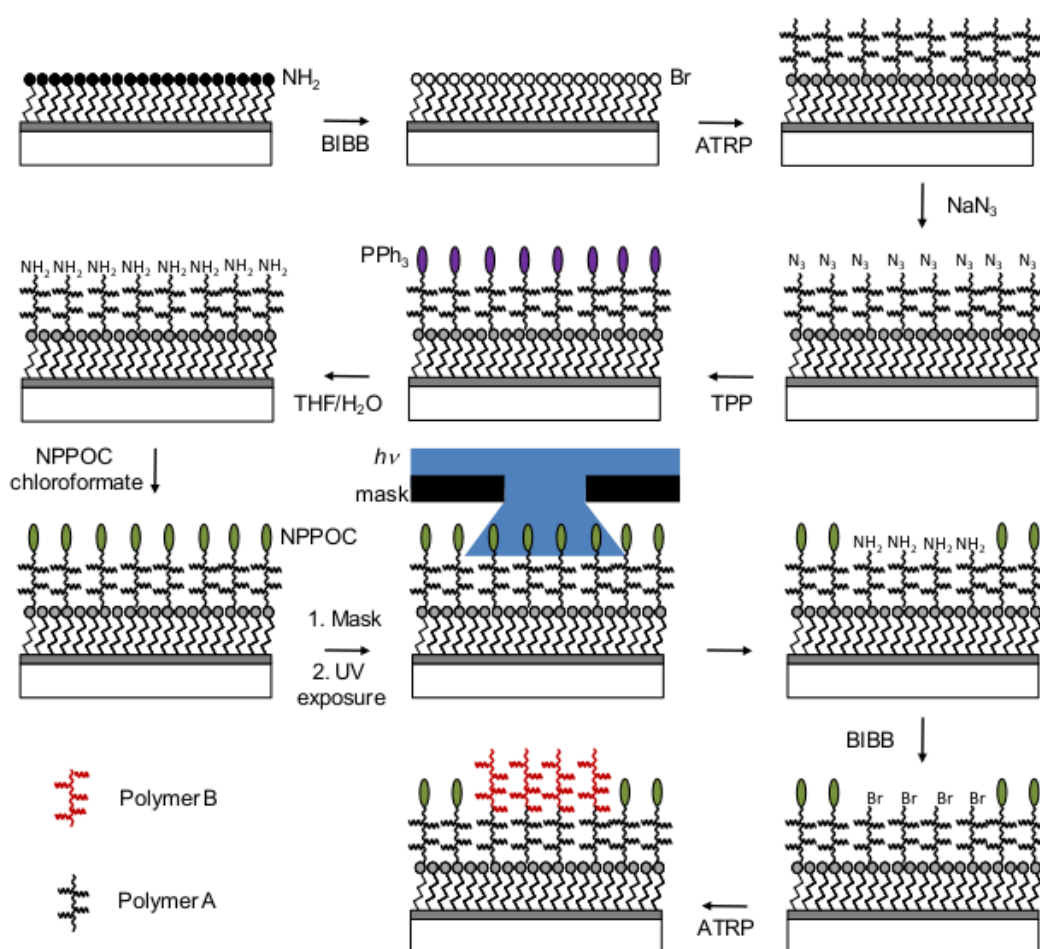 NH₂
BIBB
Br
ATRP
NaN₃
N₃ N₃ N₃ N₃ N₃ N₃ N₃ N₃
TPP
PPh₃
THF/H₂O
NH₂ NH₂ NH₂ NH₂ NH₂ NH₂ NH₂ NH₂
NPPOC
chloroformate
NPPOC
1. Mask
2. UV
exposure
hν
mask
NH₂ NH₂ NH₂ NH₂
BIBB
Br Br Br Br
ATRP
Polymer B
Polymer A